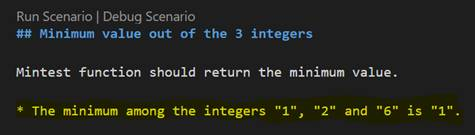 Run Scenario | Debug Scenario
## Minimum value out of the 3 integers
Mintest function should return the minimum value.
* The minimum among the integers "1", "2" and "6" is "1".